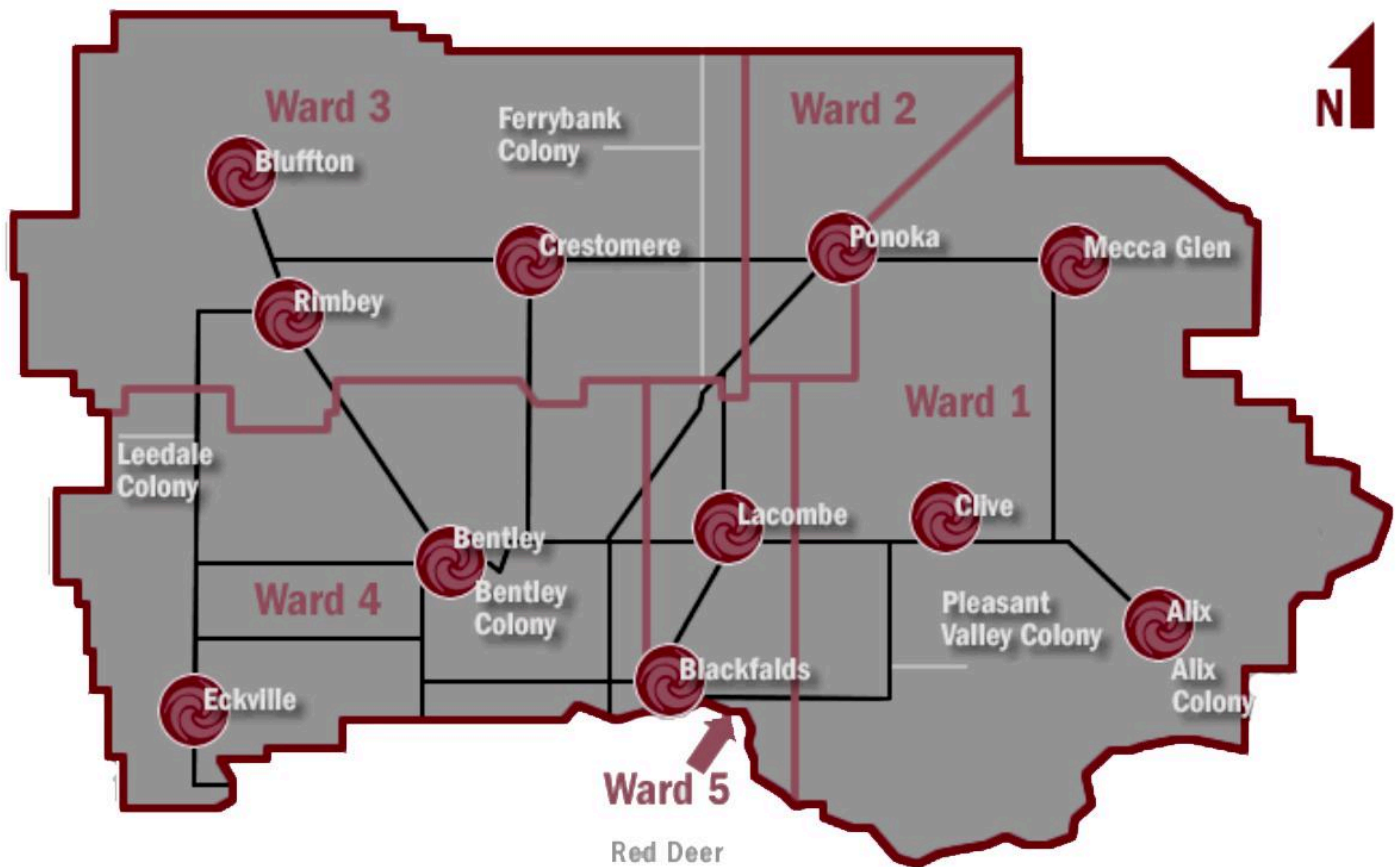 N
Ward 3
Ferrybank
Colony
Ward 2
Bluffton
Crestomere
Ponoka
Mecca Glen
Rimbey
Ward 1
Leedale
Colony
Lacombe
Clive
Bentley
Bentley
Colony
Ward 4
Pleasant
Valley Colony
Alix
Alix
Colony
Blackfalds
Eckville
Ward 5
Red Deer